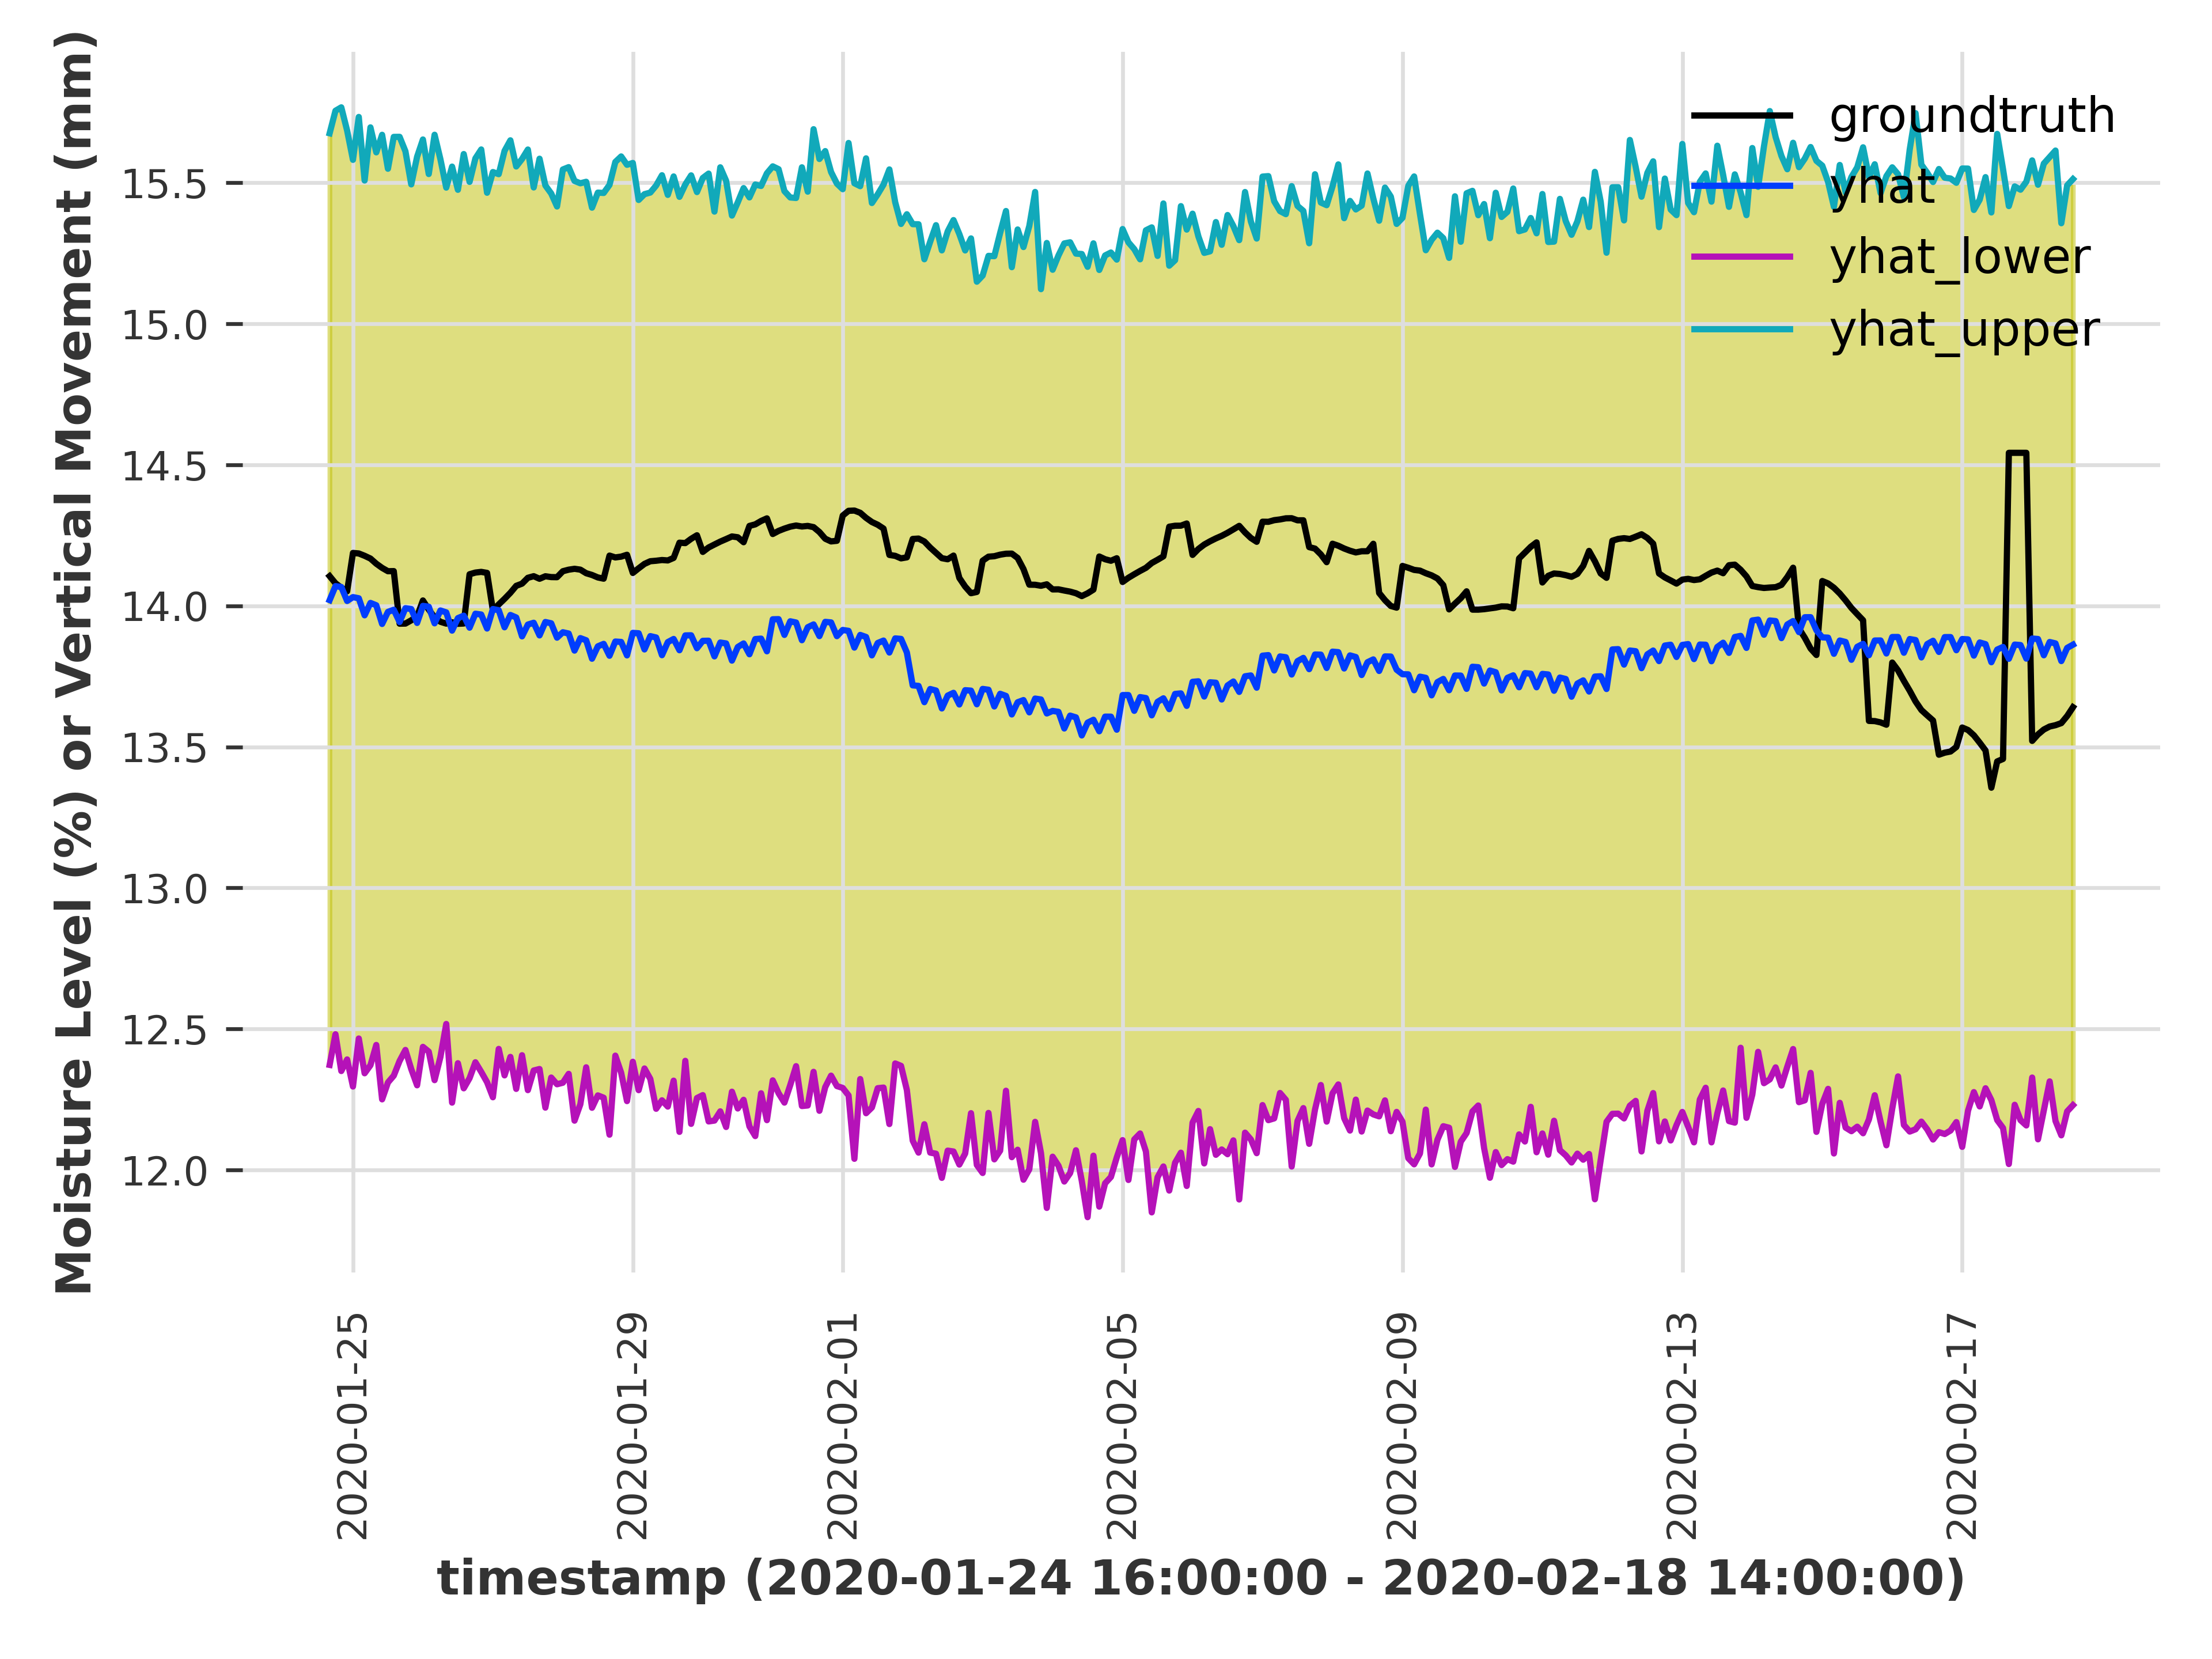 Moisture Level (%) or Vertical Movement (mm)
15.5
15.0
14.5
14.0
13.5
13.0
12.5
12.0
groundtruth
yhat
yhat_lower
yhat_upper
2020-01-25
2020-01-29
2020-02-01
2020-02-05
2020-02-09
2020-02-13
2020-02-17
timestamp (2020-01-24 16:00:00 - 2020-02-18 14:00:00)